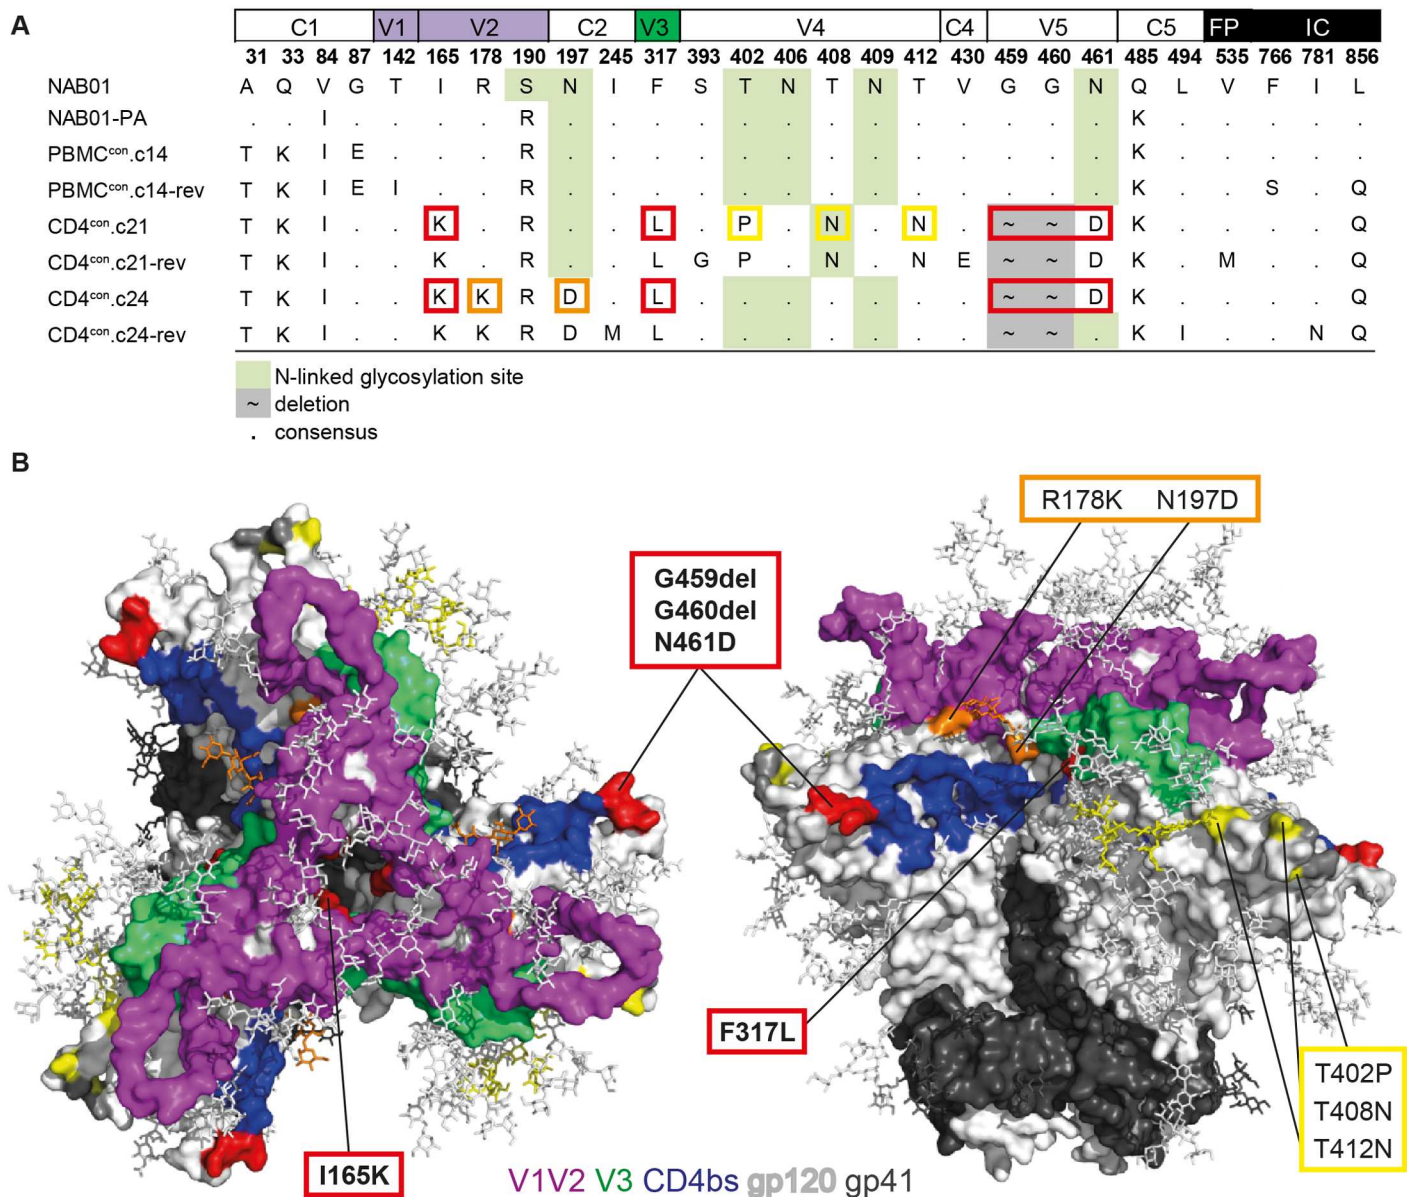 A
C1 V1 V2 C2 V3 V4 C4 V5 C5 FP IC
31 33 84 87 142 165 178 190 197 245 317 393 402 406 408 409 412 430 459 460 461 485 494 535 766 781 856
NAB01 A Q V G T I R S N I F S T N T N T V G G N Q L V F I L
NAB01-PA . . I . . . . R . . . . . . . . . . . . . K . . . . .
PBMCcon.c14 T K I E . . . R . . . . . . . . . . . . . K . . . . .
PBMCcon.c14-rev T K I E I . . R . . . . . . . . . . . . . K . . S . Q
CD4con.c21 T K I . . K . R . . L . P . N . N . ~ ~ D K . . . . Q
CD4con.c21-rev T K I . . K . R . . L G P . N . N E ~ ~ D K . M . . Q
CD4con.c24 T K I . . K K R D . L . . . . . . . ~ ~ D K . . . . Q
CD4con.c24-rev T K I . . K K R D M L . . . . . . . ~ ~ . K I . . N Q
N-linked glycosylation site
~ deletion
. consensus
B
R178K N197D
G459del
G460del
N461D
F317L
T402P
T408N
T412N
I165K
V1V2 V3 CD4bs gp120 gp41